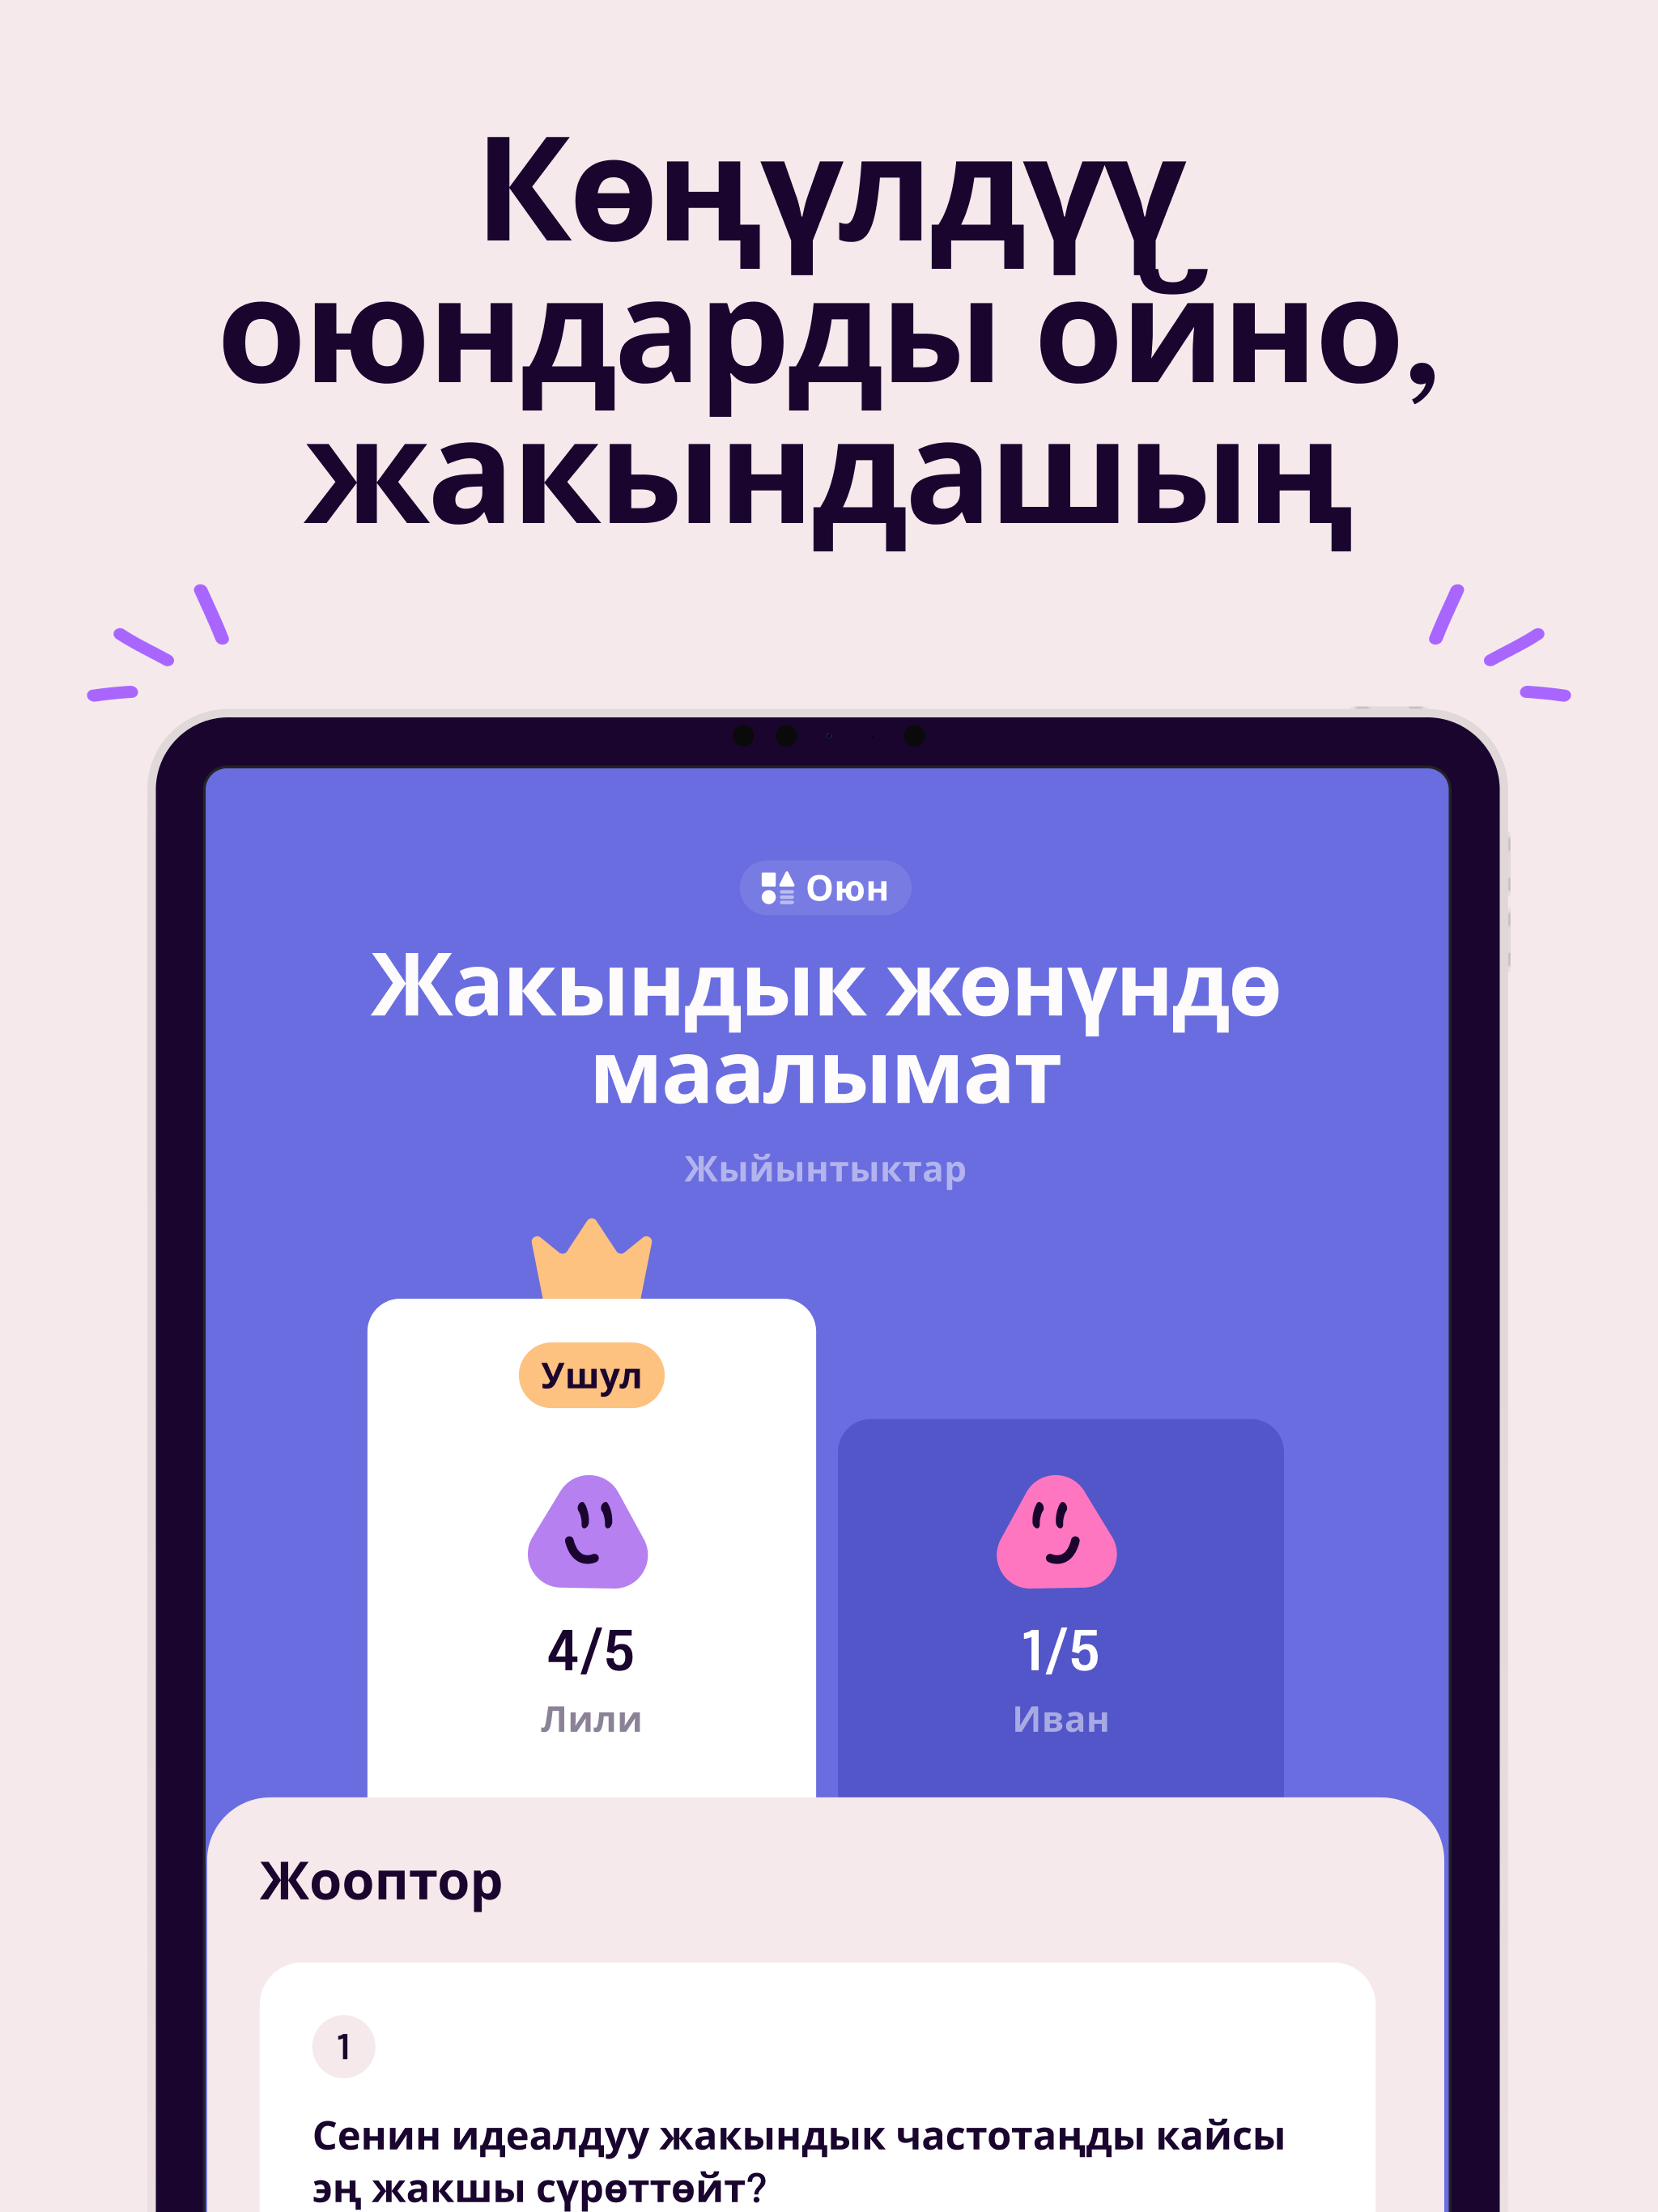 Көңүлдүү
оюндарды ойно,
жакындашың
Оюн
Жакындык жөнүндө
маалымат
Жыйынтыктар
Ушул
4/5
Лили
1/5
Иван
Жооптор
1
Сенин идеалдуу жакындык частотаңды кайсы
эң жакшы сүрөттөйт?